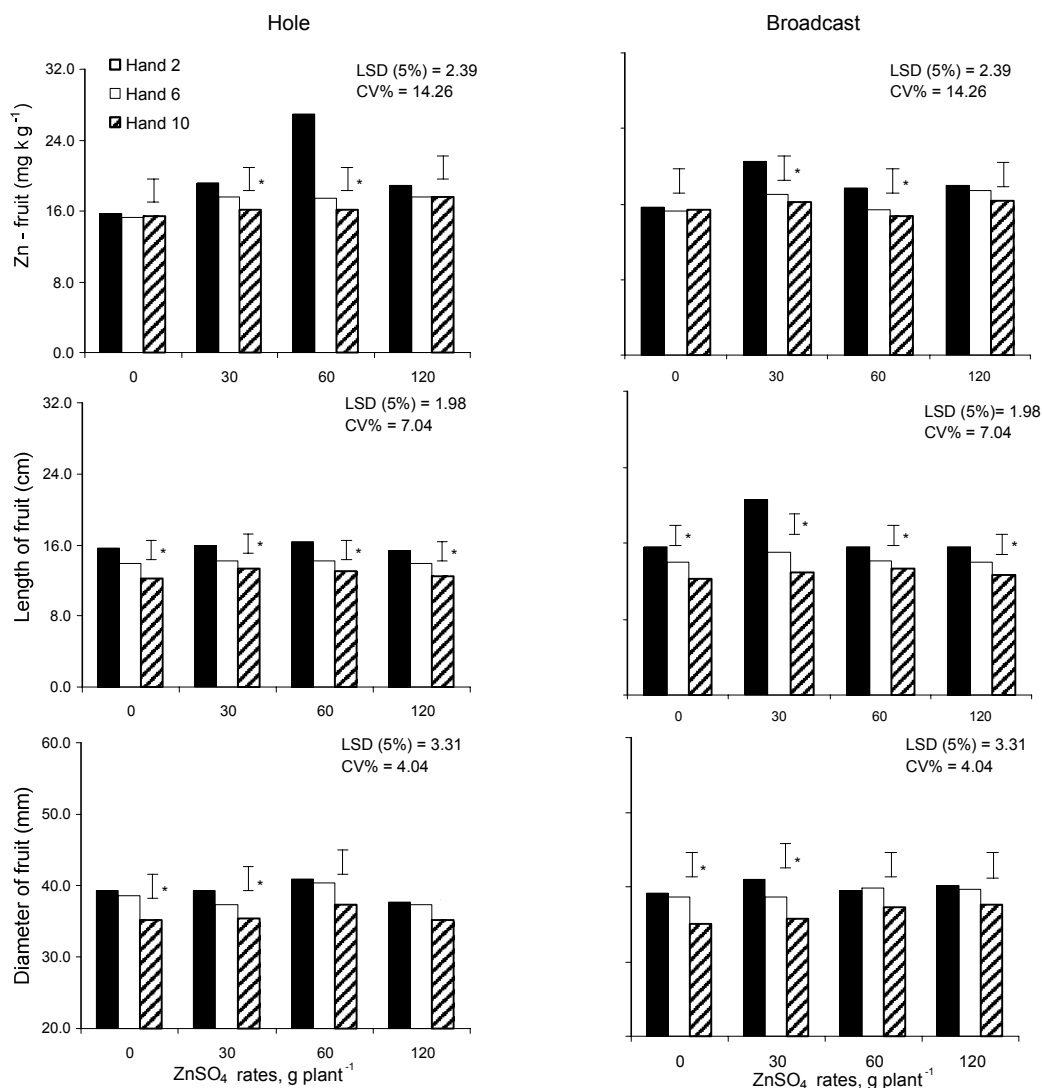 Hole
Broadcast
Zn - fruit (mg kg-1)
32.0
24.0
16.0
8.0
0.0
Hand 2
Hand 6
Hand 10
LSD (5%) = 2.39
CV% = 14.26
* *
0 30 60 120
LSD (5%) = 2.39
CV% = 14.26
* *
0 30 60 120
Length of fruit (cm)
32.0
24.0
16.0
8.0
0.0
LSD (5%) = 1.98
CV% = 7.04
* * * *
0 30 60 120
LSD (5%)= 1.98
CV% = 7.04
* * * *
0 30 60 120
Diameter of fruit (mm)
60.0
50.0
40.0
30.0
20.0
LSD (5%) = 3.31
CV% = 4.04
* *
0 30 60 120
ZnSO4 rates, g plant-1
LSD (5%) = 3.31
CV% = 4.04
* *
0 30 60 120
ZnSO4 rates, g plant-1